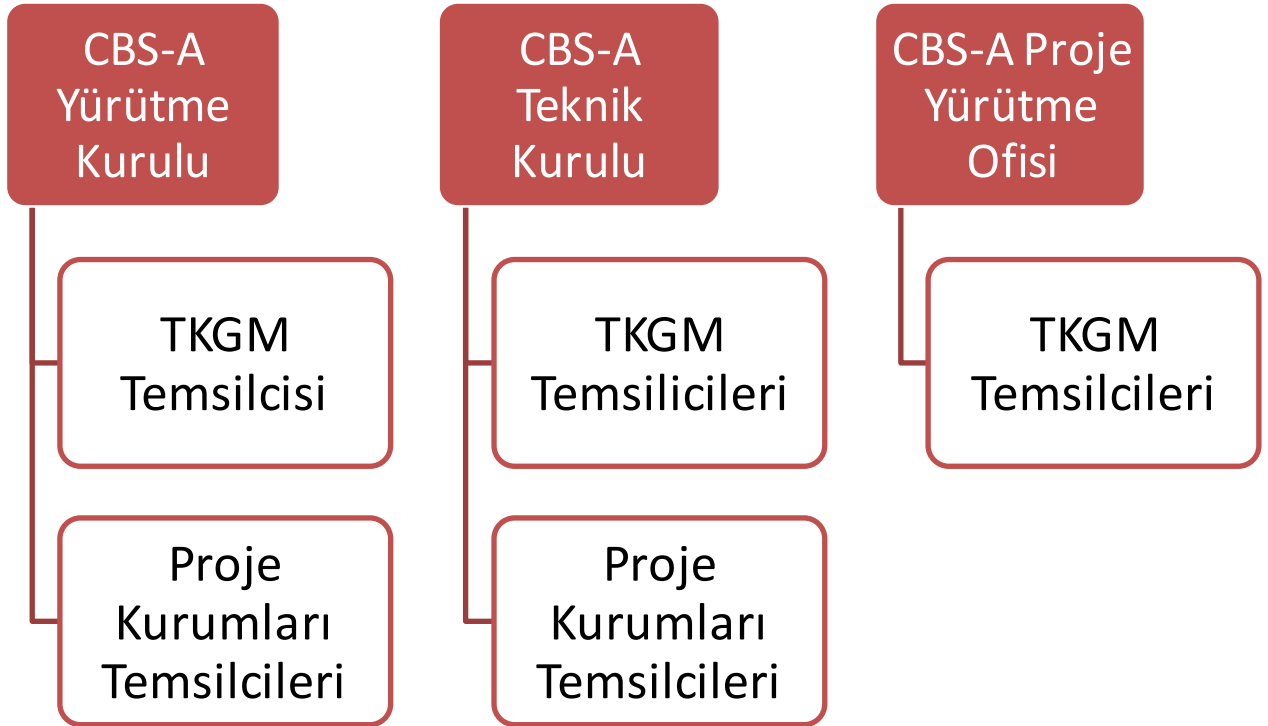 CBS-A
Yürütme
Kurulu
TKGM
Temsilcisi
Proje
Kurumları
Temsilcileri
CBS-A
Teknik
Kurulu
TKGM
Temsilicileri
Proje
Kurumları
Temsilcileri
CBS-A Proje
Yürütme
Ofisi
TKGM
Temsilcileri